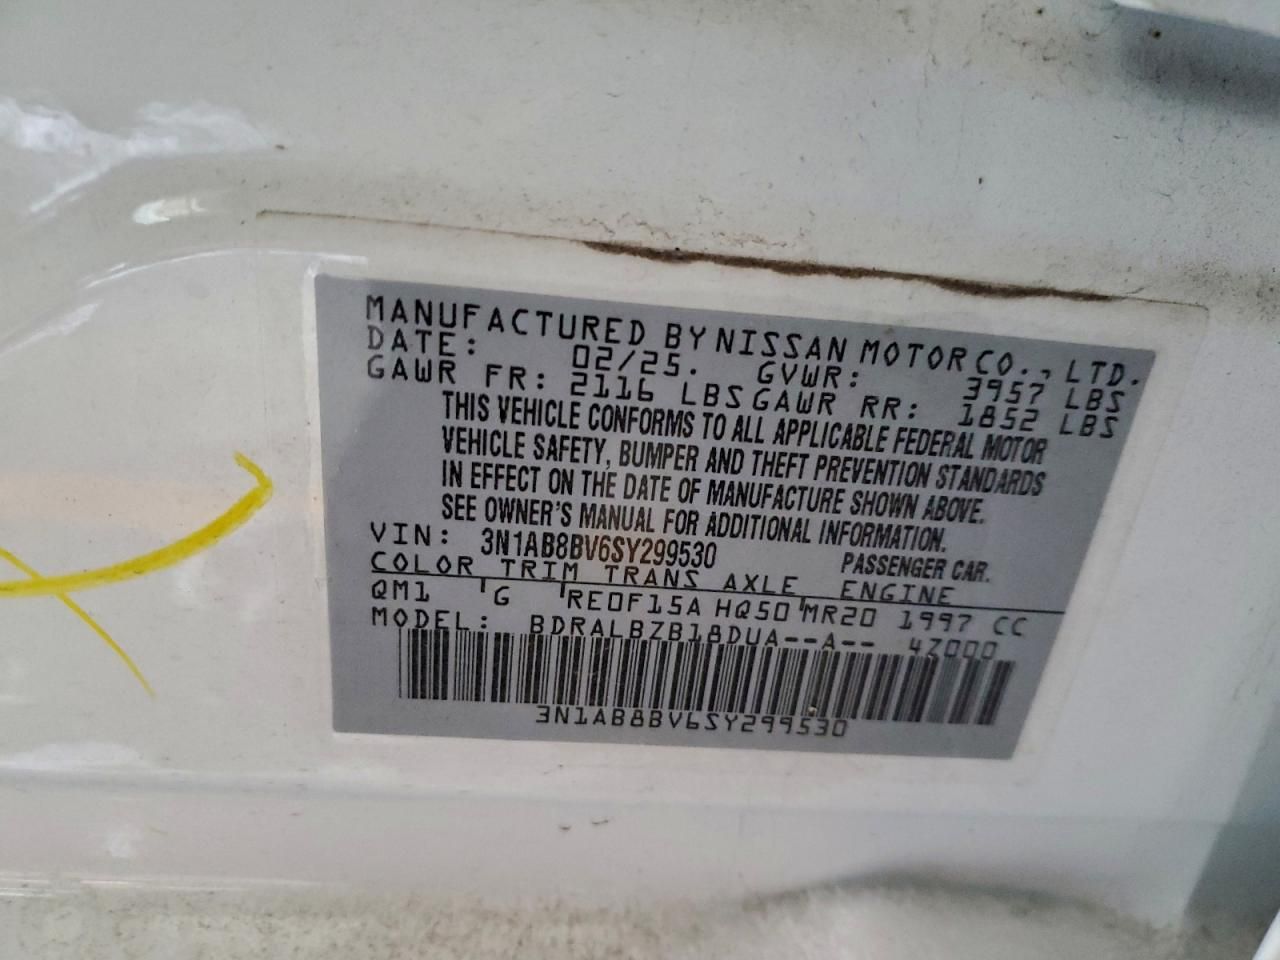 MANUFACTURED BY NISSAN MOTOR CO., LTD.
DATE: 02/25. GVWR: 3957 LBS
GAWR FR: 2116 LBS GAWR RR: 1852 LBS
THIS VEHICLE CONFORMS TO ALL APPLICABLE FEDERAL MOTOR
VEHICLE SAFETY, BUMPER AND THEFT PREVENTION STANDARDS
IN EFFECT ON THE DATE OF MANUFACTURE SHOWN ABOVE.
SEE OWNER'S MANUAL FOR ADDITIONAL INFORMATION.
VIN: 3N1AB8BV6SY299530 PASSENGER CAR.
COLOR TRIM TRANS AXLE ENGINE
QM1 G RE0F15A HQ50 MR20 1997 CC
MODEL: BDRALBZB18DUA--A-- 4Z000
3N1AB8BV6SY299530